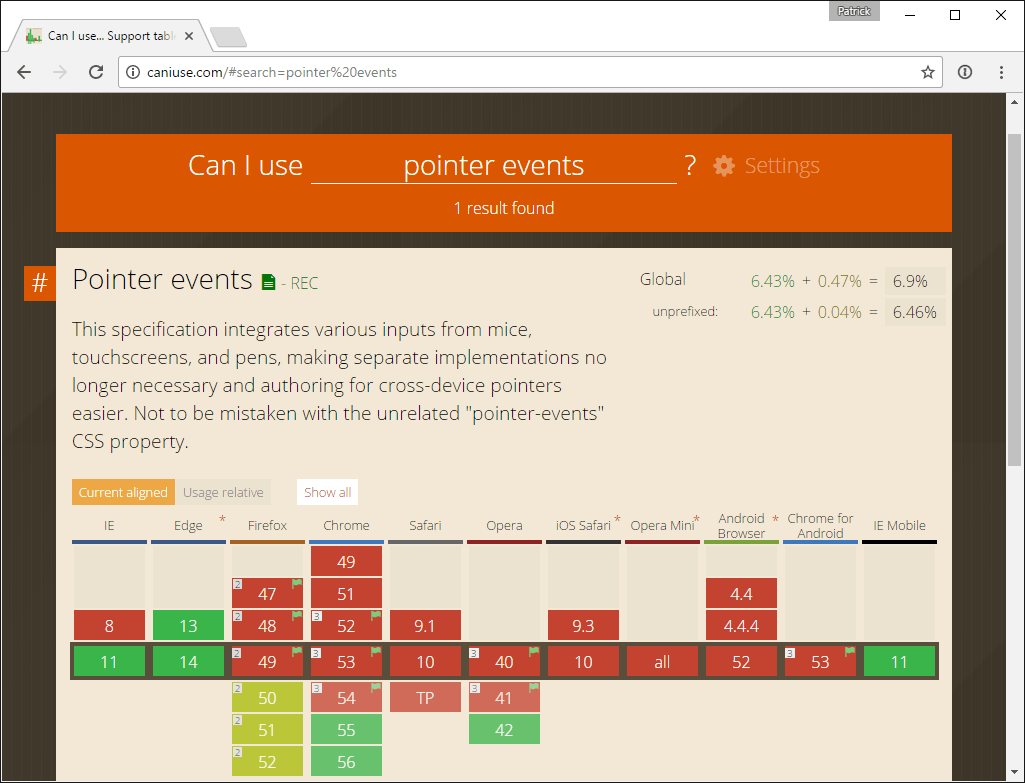 Patrick
Can I use... Support tabl
caniuse.com/#search=pointer%20events
Can I use pointer events ? Settings
1 result found
#
Pointer events - REC
Global 6.43% + 0.47% = 6.9%
unprefixed: 6.43% + 0.04% = 6.46%
This specification integrates various inputs from mice,
touchscreens, and pens, making separate implementations no
longer necessary and authoring for cross-device pointers
easier. Not to be mistaken with the unrelated "pointer-events"
CSS property.
Current aligned Usage relative Show all
IE Edge * Firefox Chrome Safari Opera iOS Safari * Opera Mini * Android Browser * Chrome for Android IE Mobile
49
2 47 51 4.4
8 13 2 48 3 52 9.1 9.3 4.4.4
11 14 2 49 3 53 10 3 40 10 all 52 3 53 11
2 50 3 54 TP 3 41
2 51 55 42
2 52 56